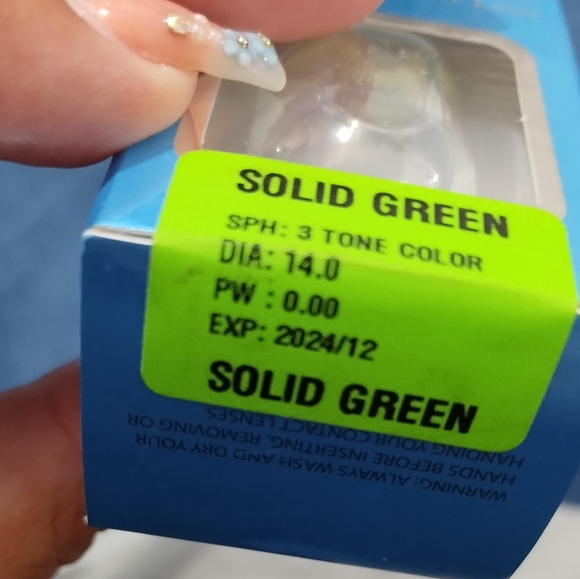 SOLID GREEN
SPH: 3 TONE COLOR
DIA: 14.0
PW : 0.00
EXP: 2024/12
SOLID GREEN
WARNING: ALWAYS WASH AND DRY YOUR
HANDS BEFORE INSERTING, REMOVING OR
HANDING YOUR CONTACT LENSES